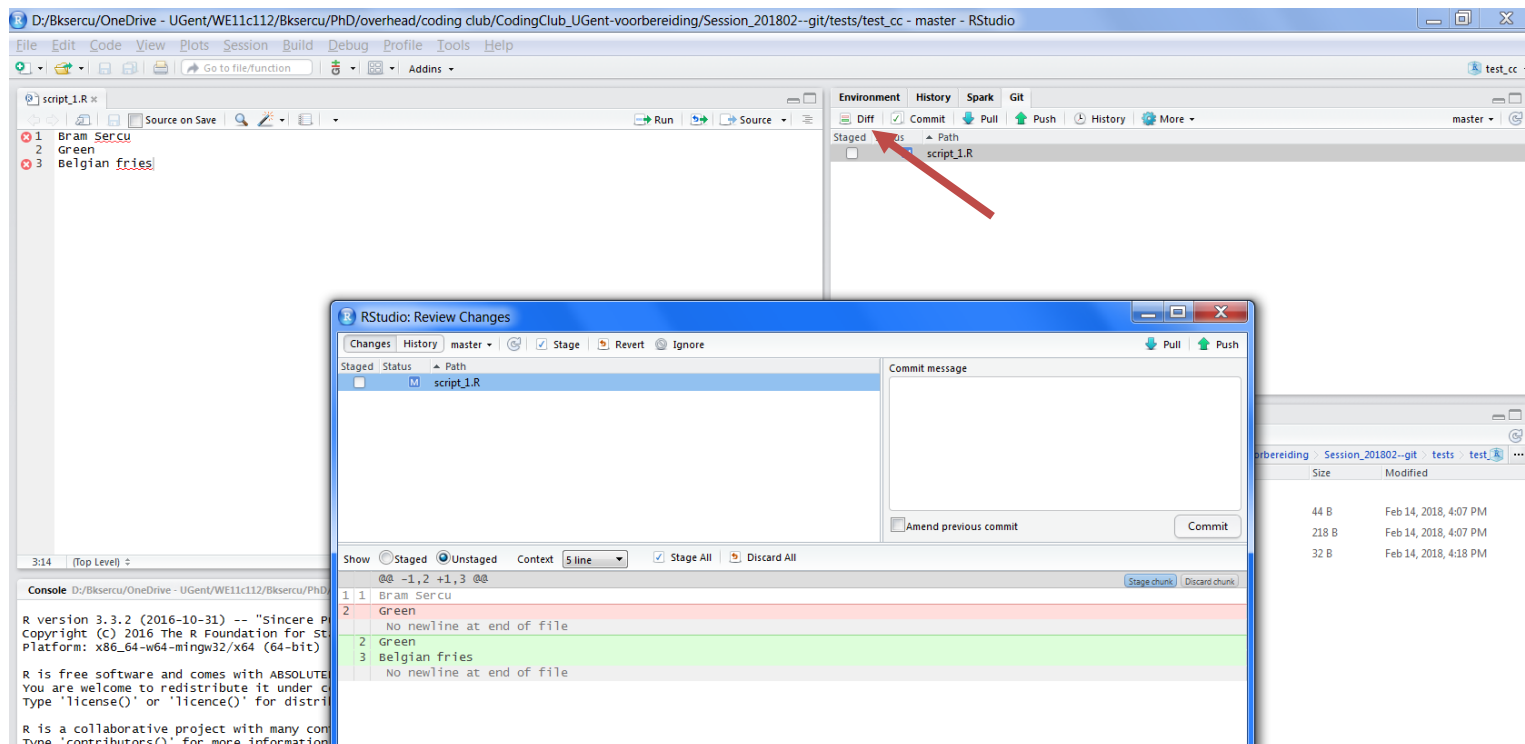 D:/Bksercu/OneDrive - UGent/WE11c112/Bksercu/PhD/overhead/coding club/CodingClub_UGent-voorbereiding/Session_201802--git/tests/test_cc - master - RStudio
File Edit Code View Plots Session Build Debug Profile Tools Help
Go to file/function Addins test_cc
script_1.R
Source on Save Run Source
1 Bram Sercu
2 Green
3 Belgian fries
3:14 (Top Level)
Environment History Spark Git
Diff Commit Pull Push History More master
Staged Path
script_1.R
RStudio: Review Changes
Changes History master Stage Revert Ignore Pull Push
Staged Status Path
M script_1.R
Commit message
Amend previous commit Commit
Show Staged Unstaged Context 5 line Stage All Discard All
@@ -1,2 +1,3 @@ Stage chunk Discard chunk
1 1 Bram Sercu
2 Green
No newline at end of file
2 Green
3 Belgian fries
No newline at end of file
orbereiding Session_201802--git tests test_
Size Modified
44 B Feb 14, 2018, 4:07 PM
218 B Feb 14, 2018, 4:07 PM
32 B Feb 14, 2018, 4:18 PM
Console D:/Bksercu/OneDrive - UGent/WE11c112/Bksercu/PhD/
R version 3.3.2 (2016-10-31) -- "Sincere P
Copyright (C) 2016 The R Foundation for St
Platform: x86_64-w64-mingw32/x64 (64-bit)
R is free software and comes with ABSOLUTE
You are welcome to redistribute it under c
Type 'license()' or 'licence()' for distri
R is a collaborative project with many con
Type 'contributors()' for more information